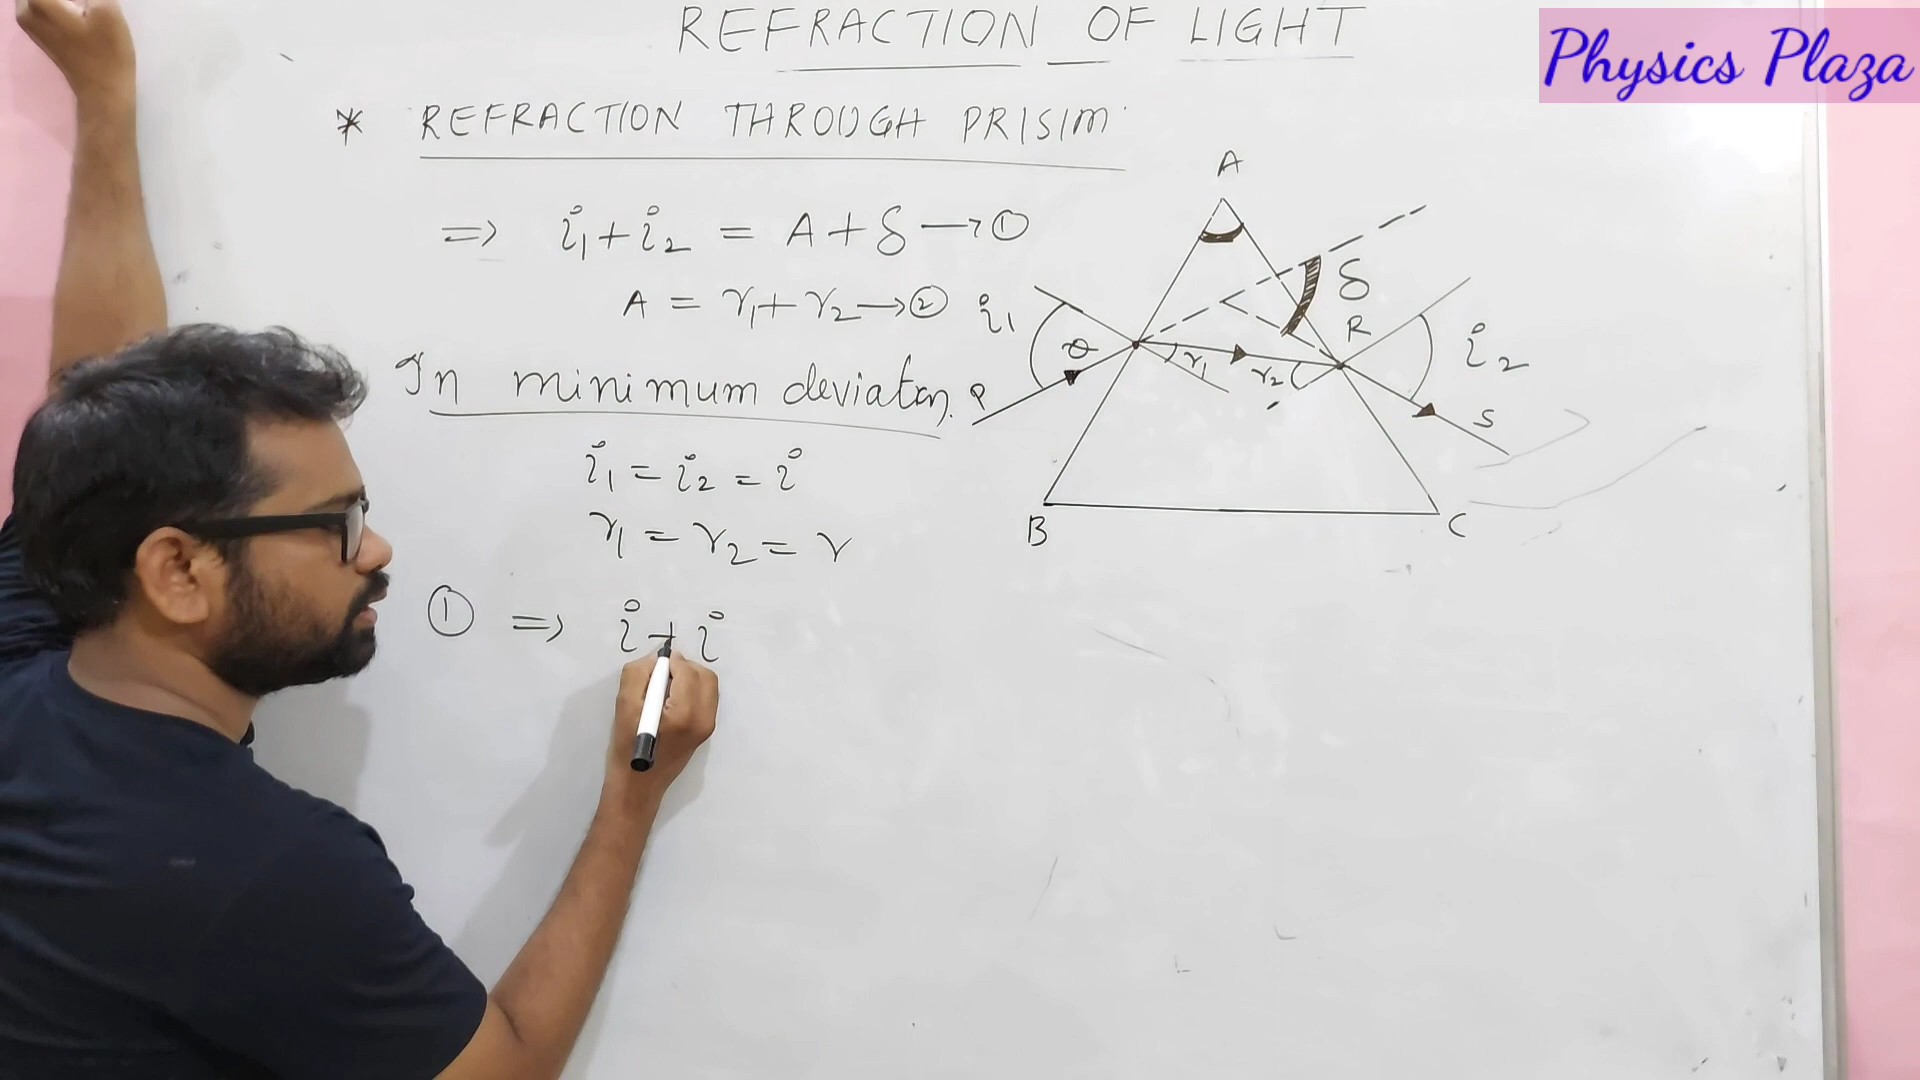 REFRACTION OF LIGHT
Physics Plaza
* REFRACTION THROUGH PRISIM
⇒ i₁ + i₂ = A + δ → ①
A = r₁ + r₂ → ②
In minimum deviaton.
i₁ = i₂ = i
r₁ = r₂ = r
① ⇒ i + i
A
δ
i₁
R
i₂
r₁
r₂
P
S
B
C